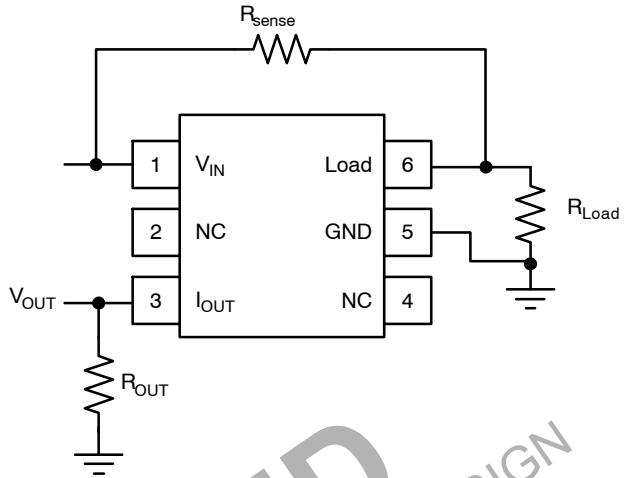 Rsense
1 VIN Load 6
2 NC GND 5
3 IOUT NC 4
RLoad
VOUT
ROUT